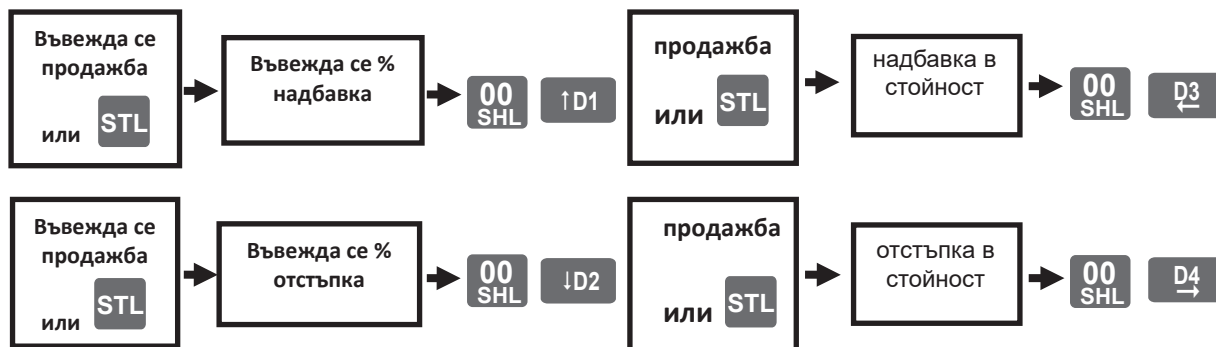 Въвежда се
продажба
или STL
Въвежда се %
надбавка
00
SHL
↑D1
продажба
или STL
надбавка в
стойност
00
SHL
D3
←
Въвежда се
продажба
или STL
Въвежда се %
отстъпка
00
SHL
↓D2
продажба
или STL
отстъпка в
стойност
00
SHL
D4
→